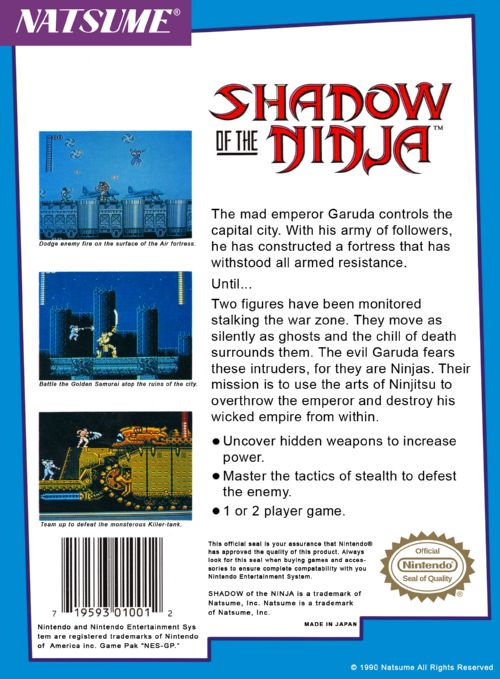 NATSUME®
SHADOW
OF THE
NINJA™
Dodge enemy fire on the surface of the Air fortress.
Battle the Golden Samurai atop the ruins of the city.
Team up to defeat the monsterous Killer-tank.
The mad emperor Garuda controls the
capital city. With his army of followers,
he has constructed a fortress that has
withstood all armed resistance.
Until...
Two figures have been monitored
stalking the war zone. They move as
silently as ghosts and the chill of death
surrounds them. The evil Garuda fears
these intruders, for they are Ninjas. Their
mission is to use the arts of Ninjitsu to
overthrow the emperor and destroy his
wicked empire from within.
● Uncover hidden weapons to increase
power.
● Master the tactics of stealth to defest
the enemy.
● 1 or 2 player game.
7 19593 01001 2
Nintendo and Nintendo Entertainment Sys
tem are registered trademarks of Nintendo
of America inc. Game Pak "NES-GP."
This official seal is your assurance that Nintendo®
has approved the quality of this product. Always
look for this seal when buying games and acces-
sories to ensure complete compatability with you
Nintendo Entertainment System.
SHADOW of the NINJA is a trademark of
Natsume, Inc. Natsume is a trademark
of Natsume, Inc.
MADE IN JAPAN
Official
Nintendo
Seal of Quality
®
© 1990 Natsume All Rights Reserved